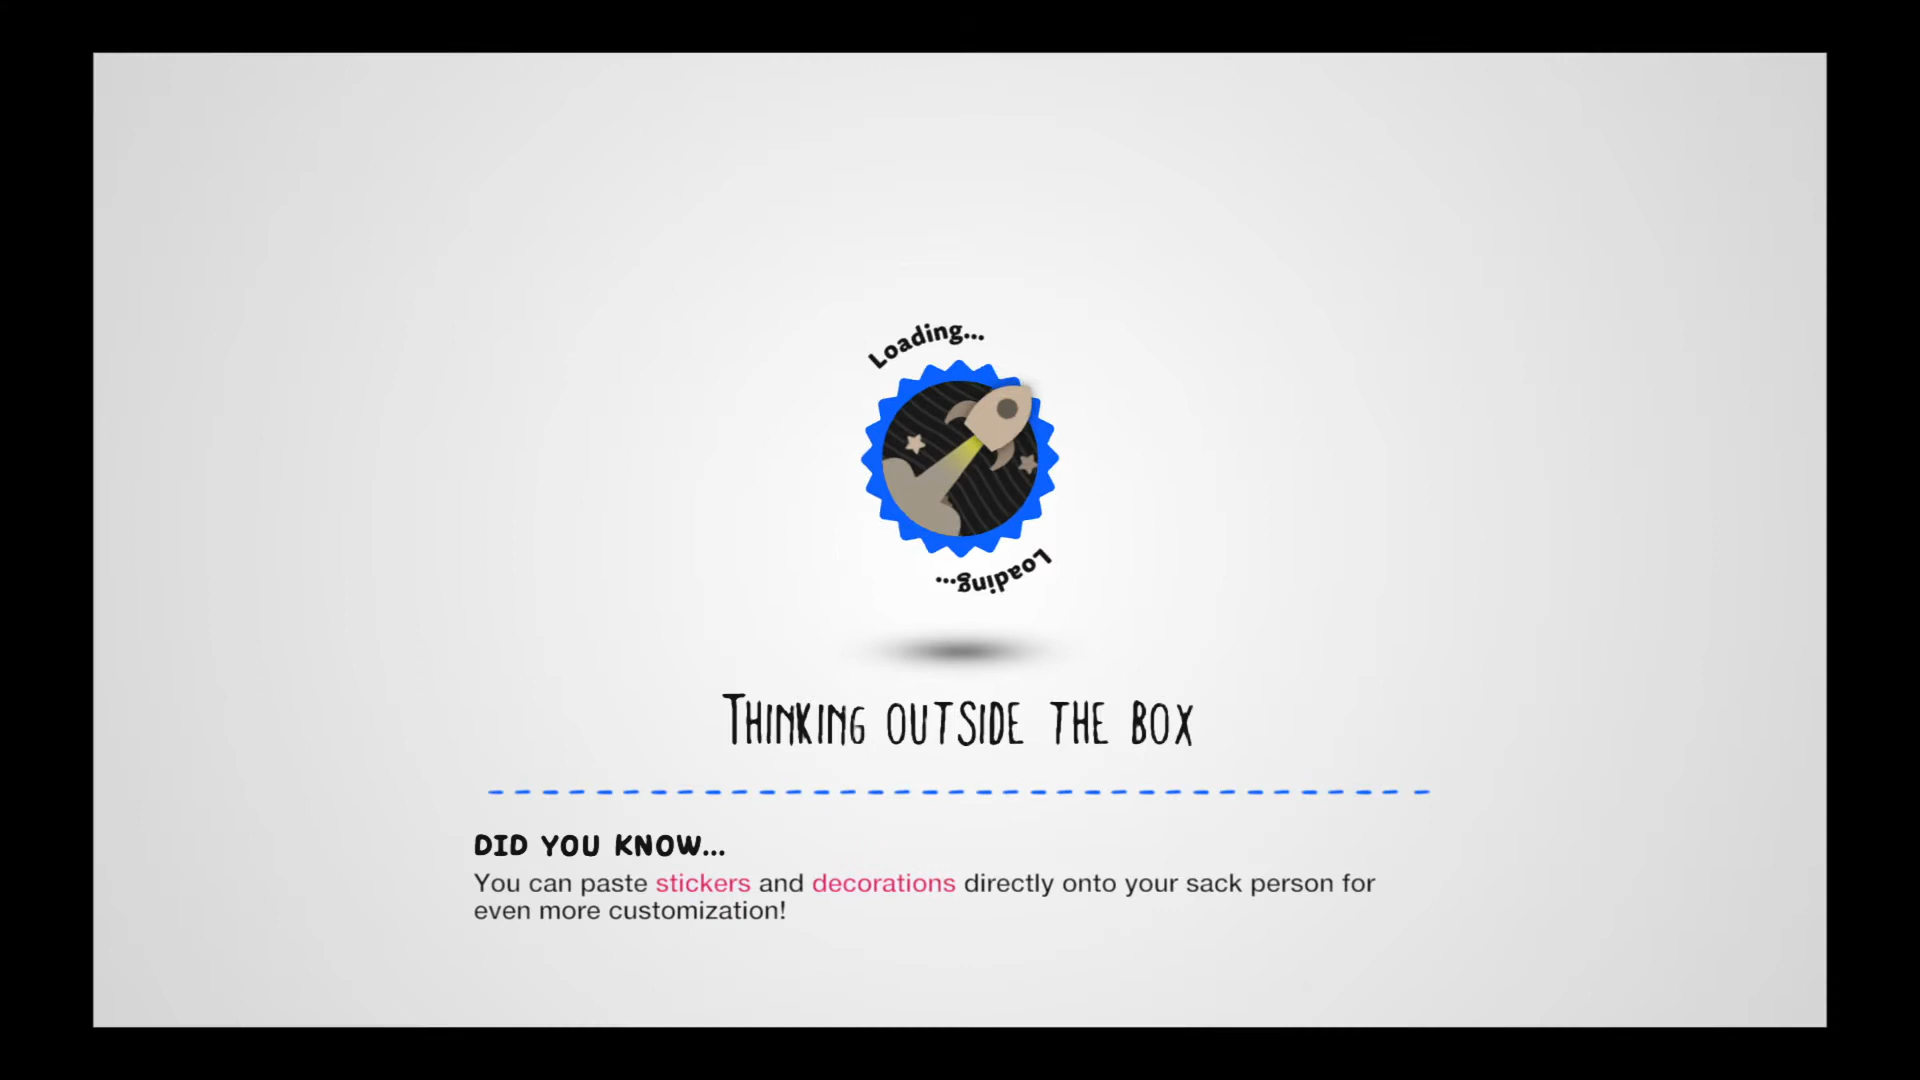 Loading...
Loading...
THINKING OUTSIDE THE BOX
DID YOU KNOW...
You can paste stickers and decorations directly onto your sack person for
even more customization!